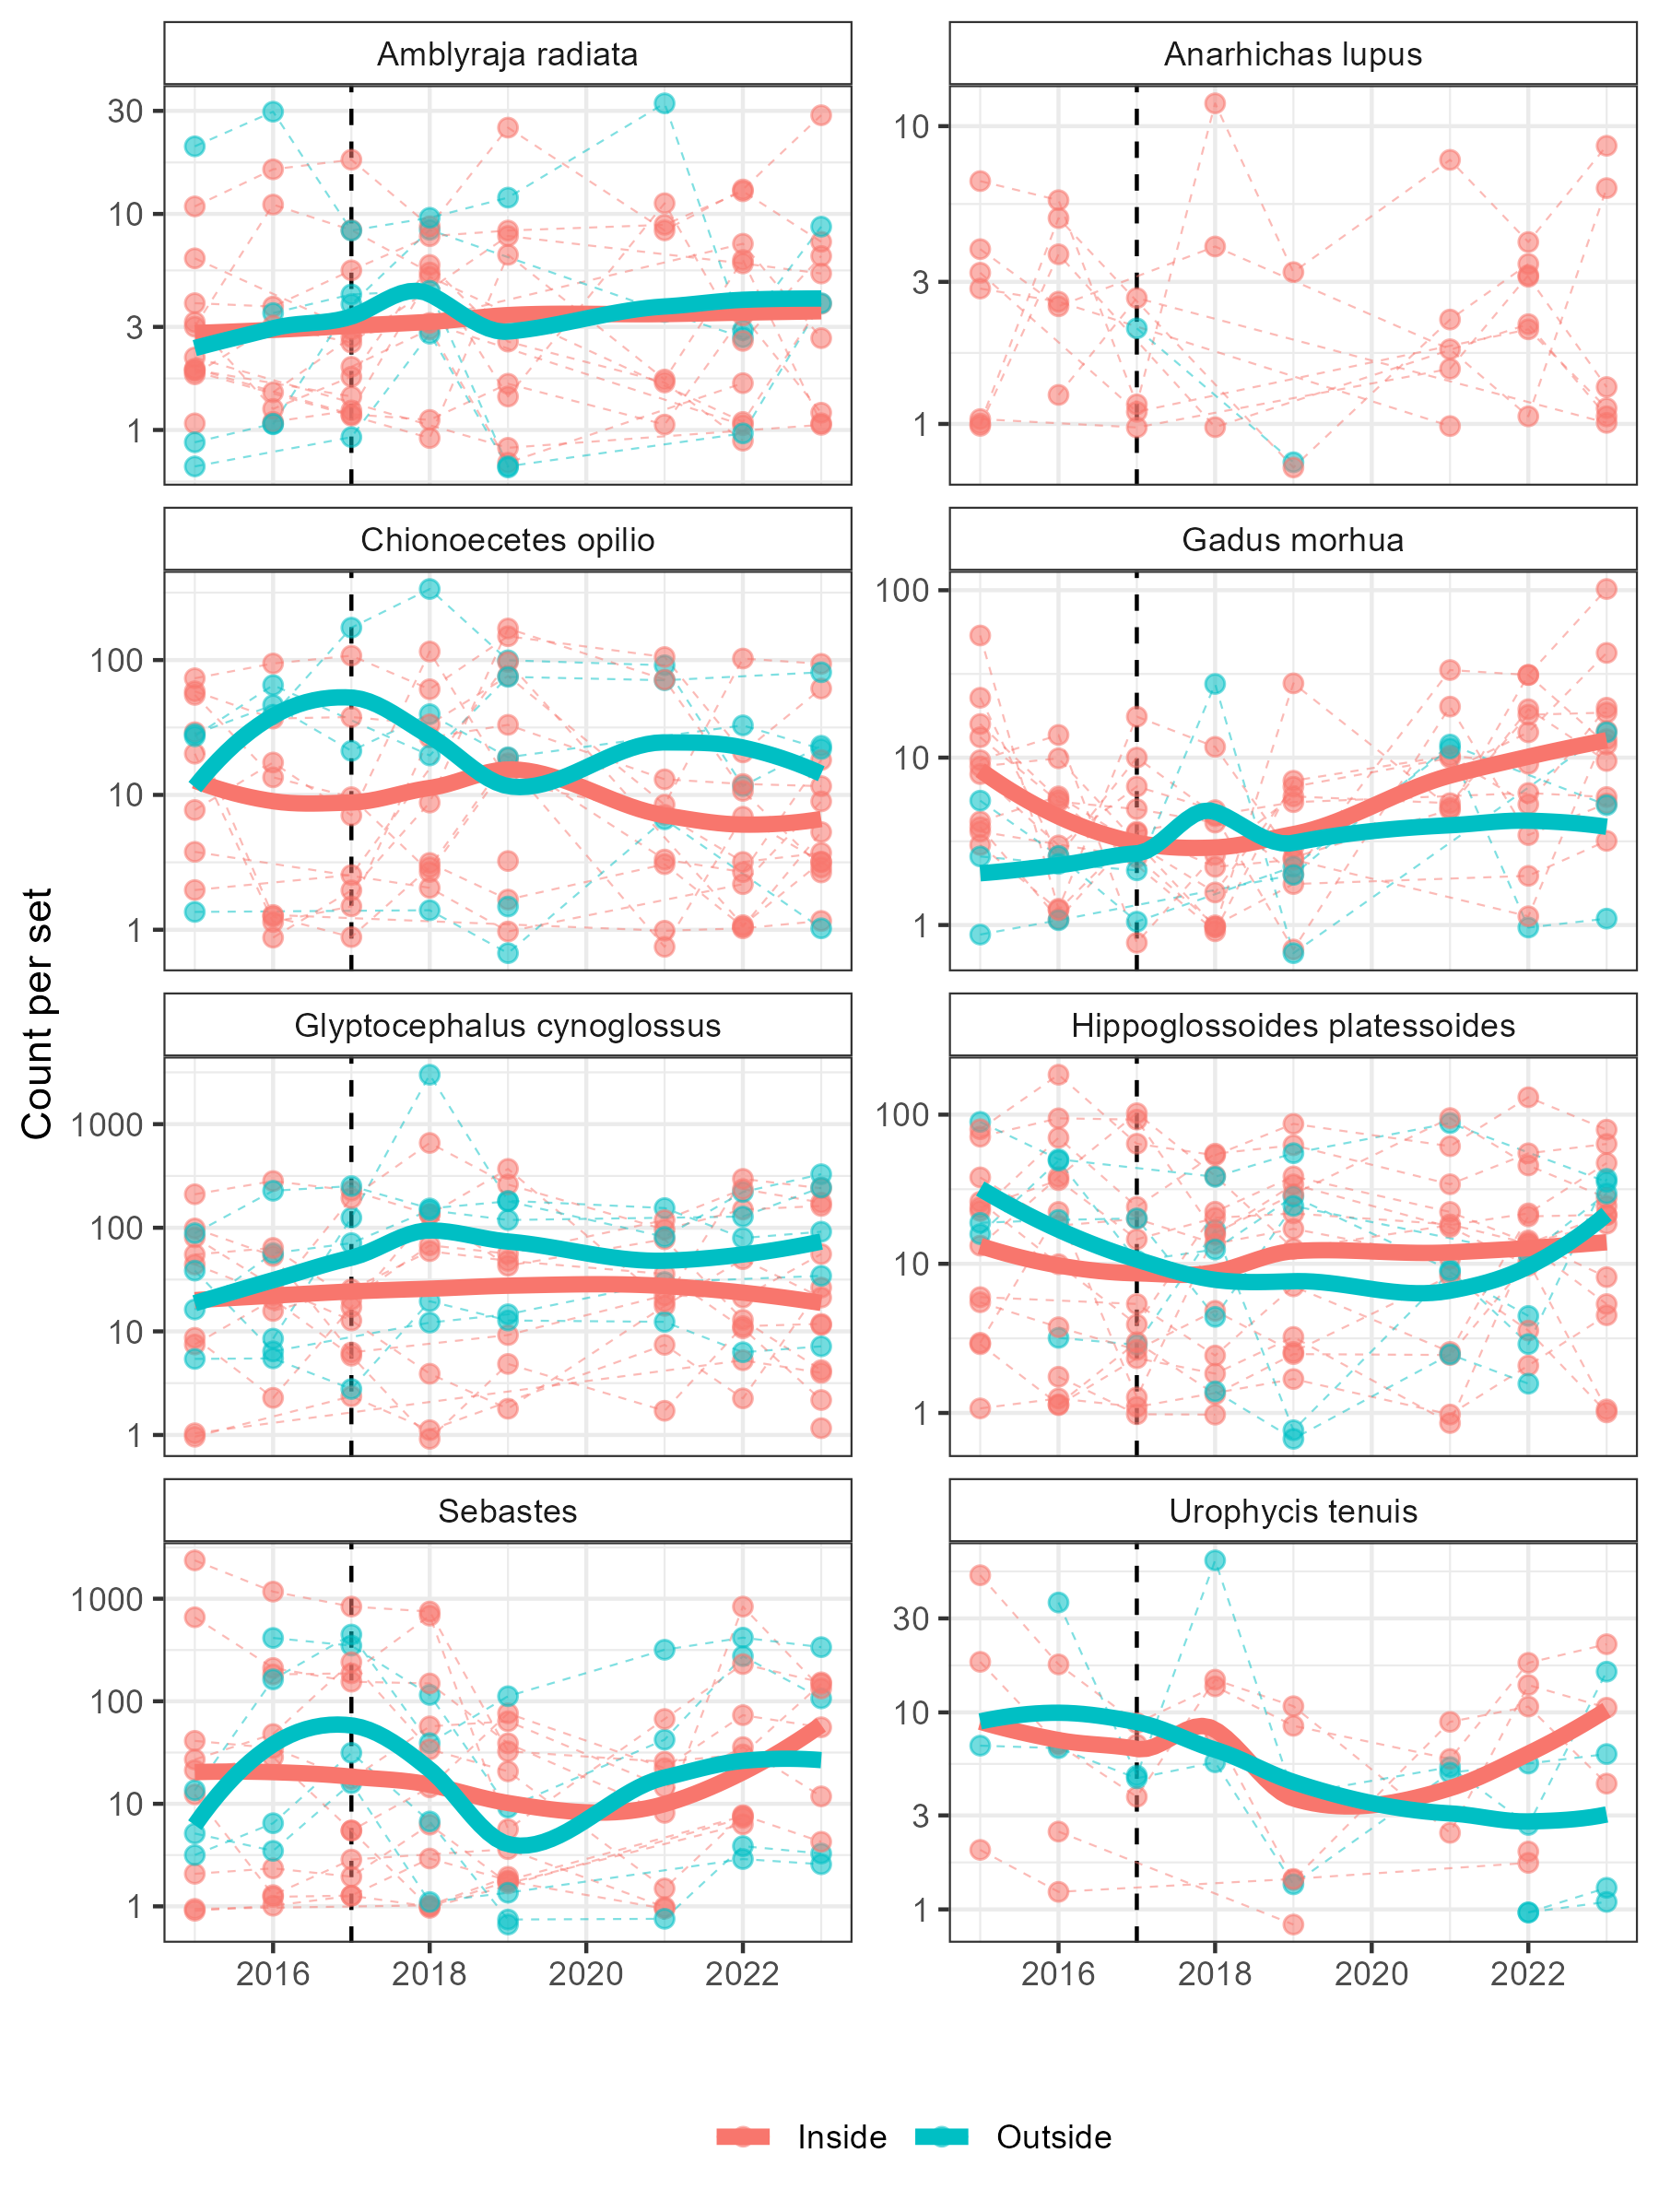 Amblyraja radiata
Anarhichas lupus
30
10
3
1
10
3
1
Chionoecetes opilio
Gadus morhua
100
10
1
100
10
1
Count per set
Glyptocephalus cynoglossus
Hippoglossoides platessoides
1000
100
10
1
100
10
1
Sebastes
Urophycis tenuis
1000
100
10
1
30
10
3
1
2016 2018 2020 2022
2016 2018 2020 2022
Inside Outside